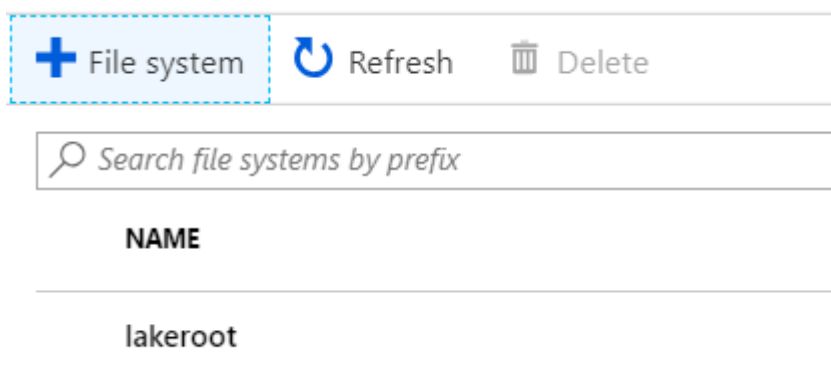 File system Refresh Delete
Search file systems by prefix
NAME
lakeroot